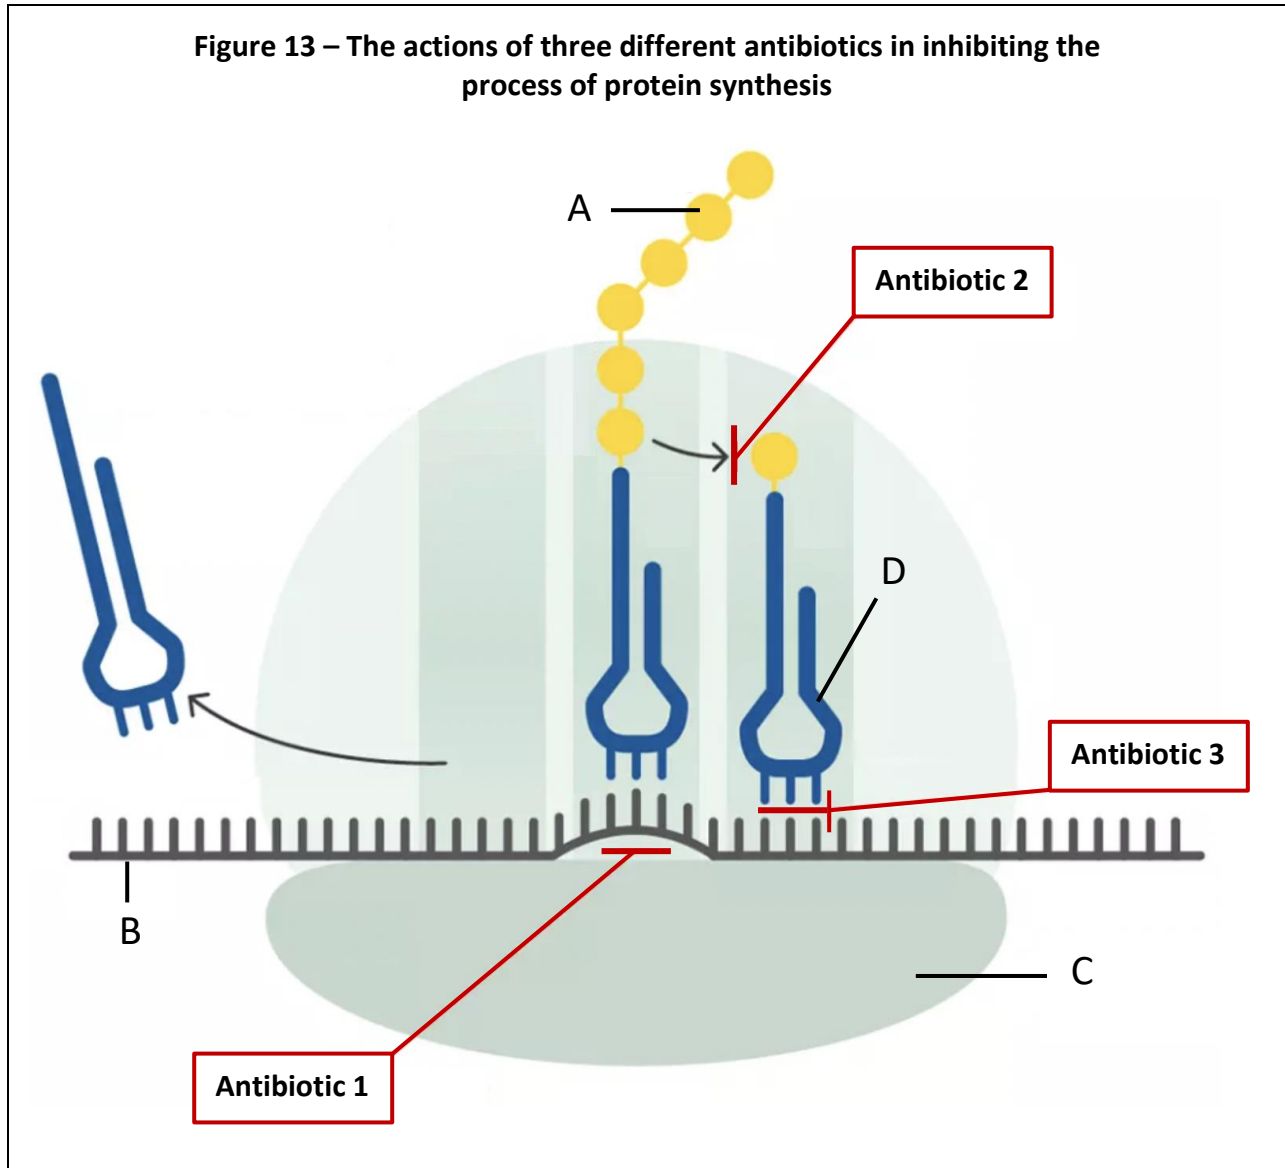 Figure 13 – The actions of three different antibiotics in inhibiting the
process of protein synthesis
A
Antibiotic 2
D
Antibiotic 3
B
C
Antibiotic 1